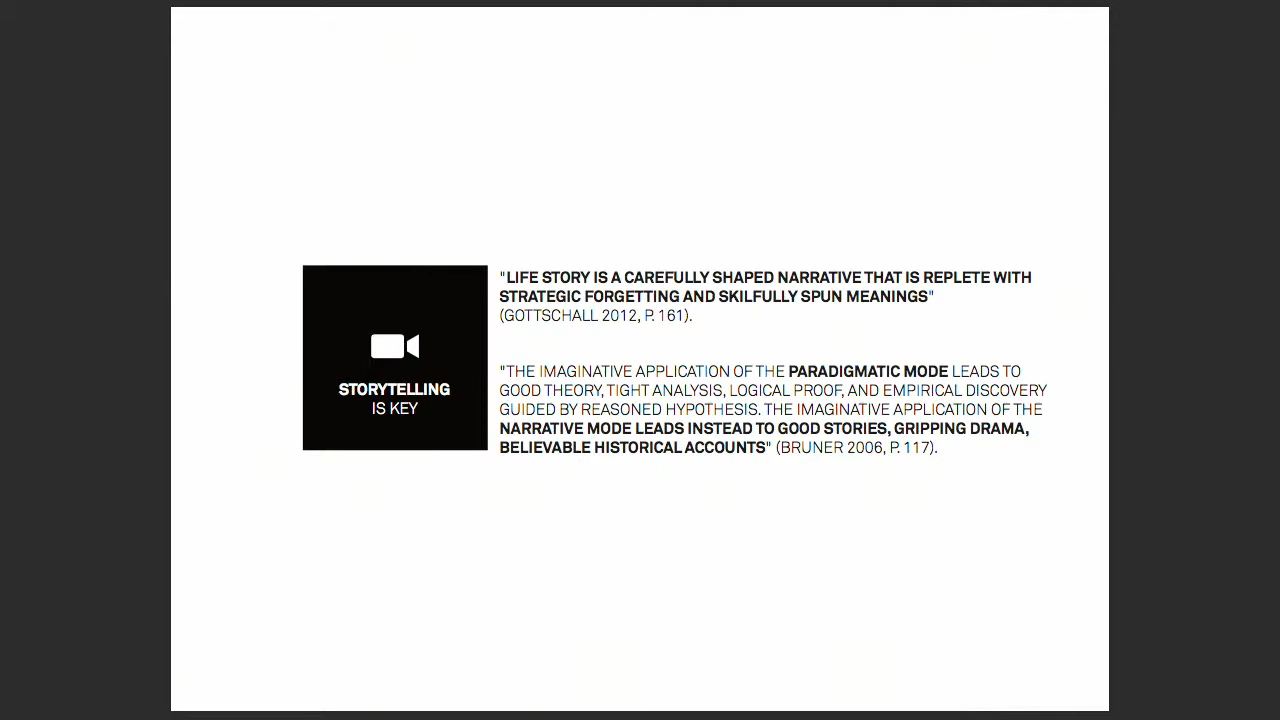 STORYTELLING
IS KEY
"LIFE STORY IS A CAREFULLY SHAPED NARRATIVE THAT IS REPLETE WITH
STRATEGIC FORGETTING AND SKILFULLY SPUN MEANINGS"
(GOTTSCHALL 2012, P. 161).
"THE IMAGINATIVE APPLICATION OF THE PARADIGMATIC MODE LEADS TO
GOOD THEORY, TIGHT ANALYSIS, LOGICAL PROOF, AND EMPIRICAL DISCOVERY
GUIDED BY REASONED HYPOTHESIS. THE IMAGINATIVE APPLICATION OF THE
NARRATIVE MODE LEADS INSTEAD TO GOOD STORIES, GRIPPING DRAMA,
BELIEVABLE HISTORICAL ACCOUNTS" (BRUNER 2006, P. 117).